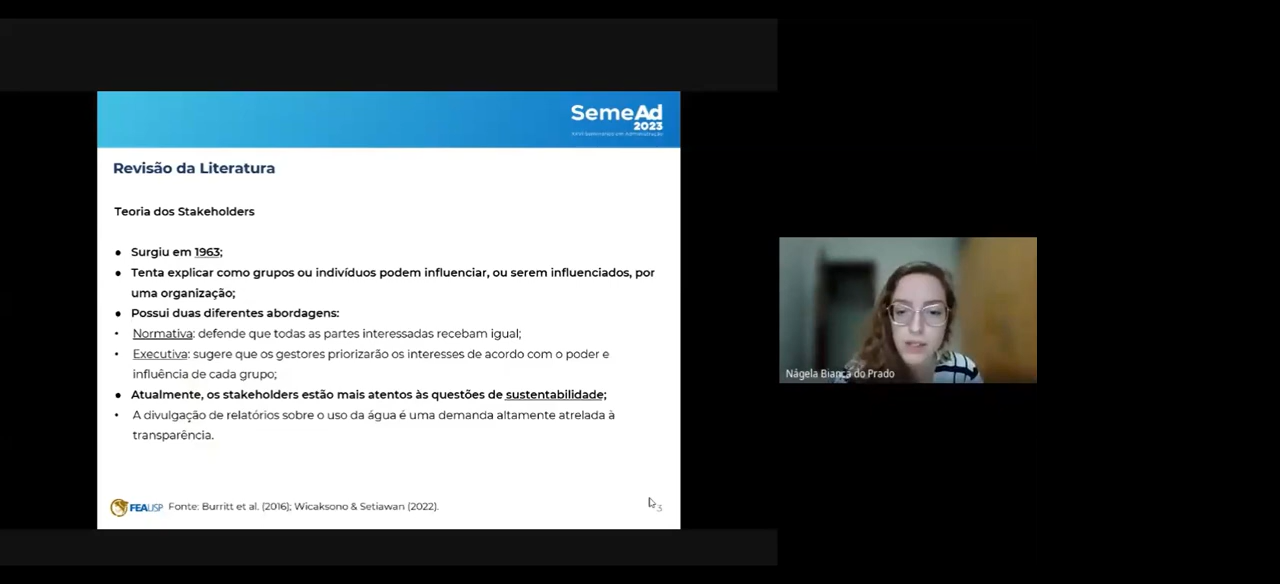 SemeAd
2023
Revisão da Literatura
Teoria dos Stakeholders
● Surgiu em 1963;
● Tenta explicar como grupos ou indivíduos podem influenciar, ou serem influenciados, por
uma organização;
● Possui duas diferentes abordagens:
• Normativa: defende que todas as partes interessadas recebam igual;
• Executiva: sugere que os gestores priorizarão os interesses de acordo com o poder e
influência de cada grupo;
● Atualmente, os stakeholders estão mais atentos às questões de sustentabilidade;
• A divulgação de relatórios sobre o uso da água é uma demanda altamente atrelada à
transparência.
FEAUSP Fonte: Burritt et al. (2016); Wicaksono & Setiawan (2022).
3
Nágela Bianca do Prado